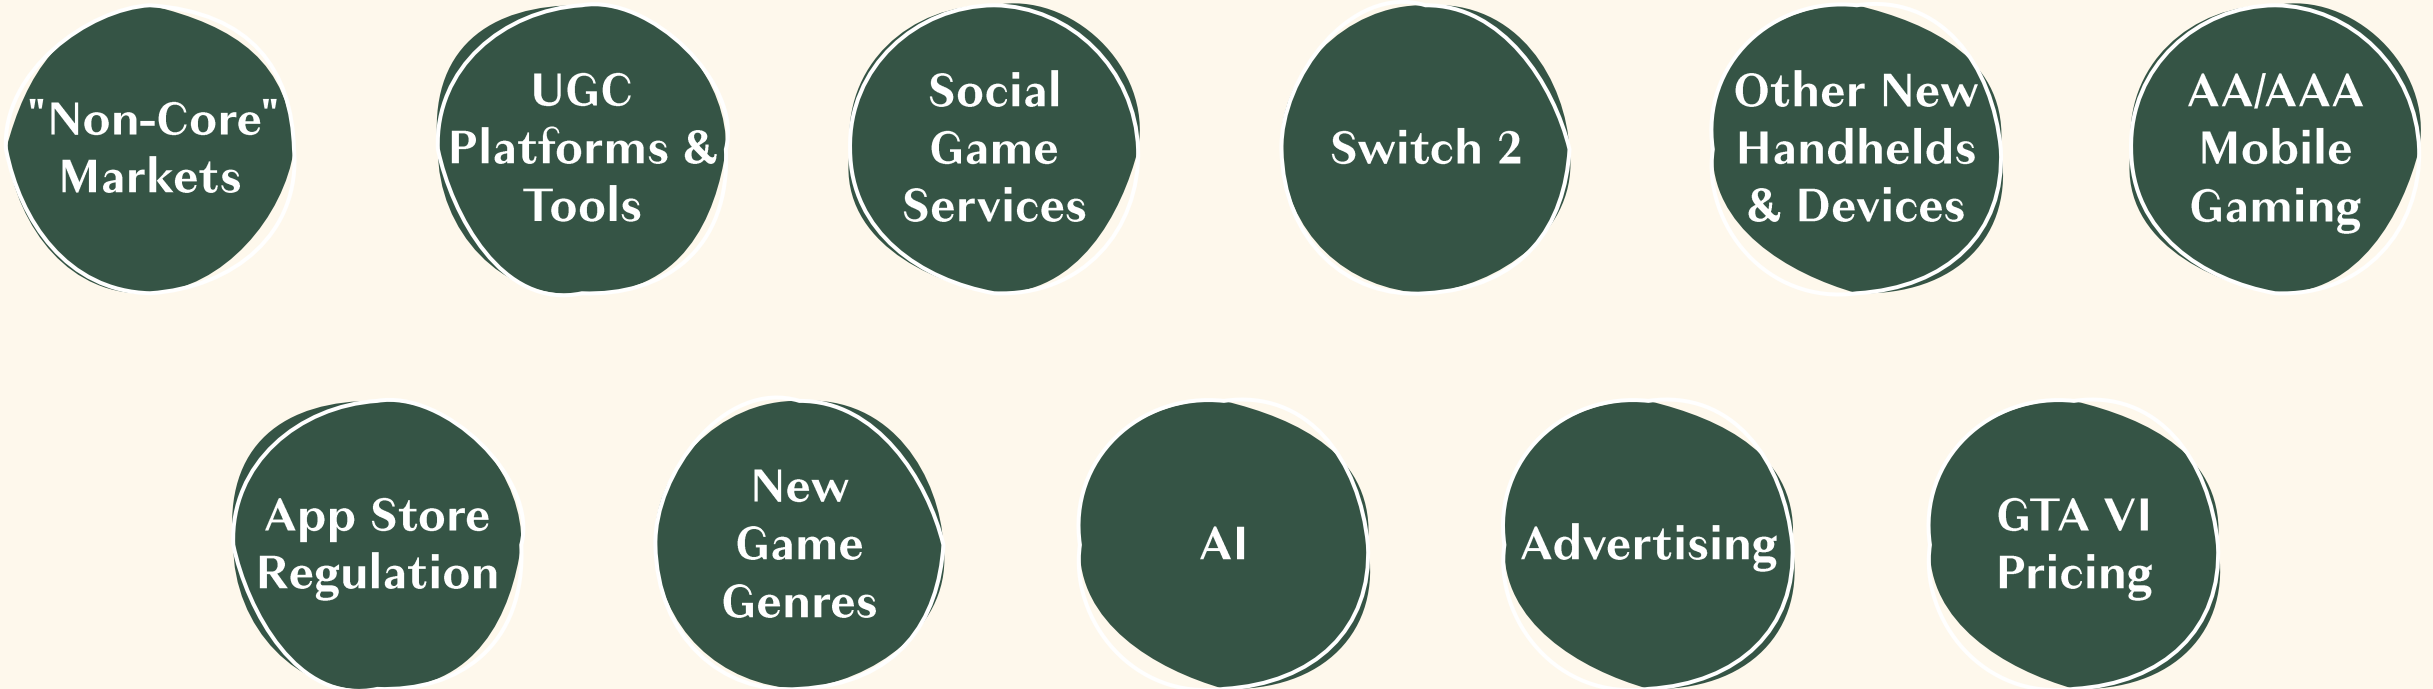 "Non-Core"
Markets
UGC
Platforms &
Tools
Social
Game
Services
Switch 2
Other New
Handhelds
& Devices
AA/AAA
Mobile
Gaming
App Store
Regulation
New
Game
Genres
AI
Advertising
GTA VI
Pricing